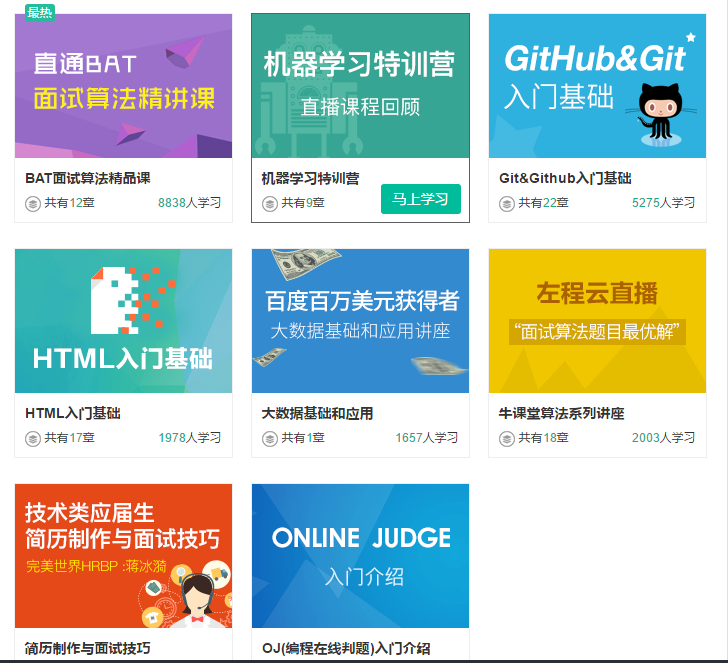 最热
直通BAT
面试算法精讲课
BAT面试算法精品课
共有12章 8838人学习
机器学习特训营
直播课程回顾
机器学习特训营
共有9章
马上学习
GitHub&Git
入门基础
Git&Github入门基础
共有22章 5275人学习
HTML入门基础
HTML入门基础
共有17章 1978人学习
百度百万美元获得者
大数据基础和应用讲座
大数据基础和应用
共有1章 1657人学习
左程云直播
“面试算法题目最优解”
牛课堂算法系列讲座
共有18章 2003人学习
技术类应届生
简历制作与面试技巧
完美世界HRBP :蒋冰漪
简历制作与面试技巧
ONLINE JUDGE
入门介绍
OJ(编程在线判题)入门介绍